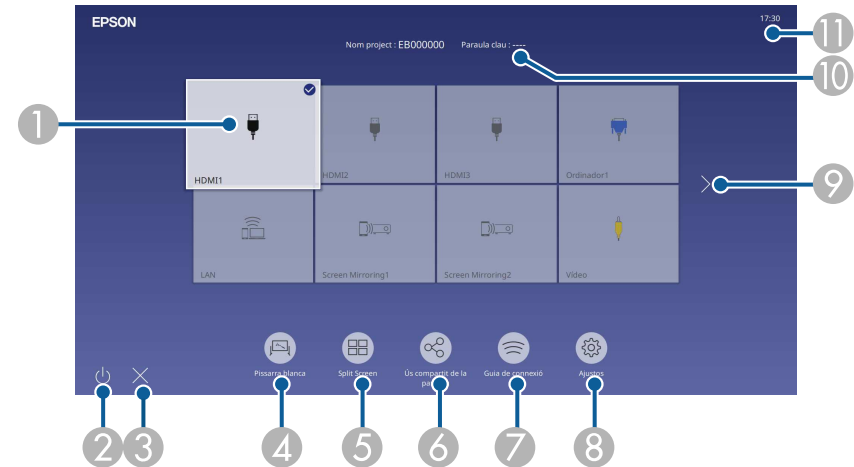 EPSON
17:30
Nom project : EB000000 Paraula clau : ----
HDMI1
HDMI2
HDMI3
Ordinador1
LAN
Screen Mirroring1
Screen Mirroring2
Vídeo
Pissarra blanca
Split Screen
Ús compartit de la
Guia de connexió
Ajustos
1
2
3
4
5
6
7
8
9
10
11